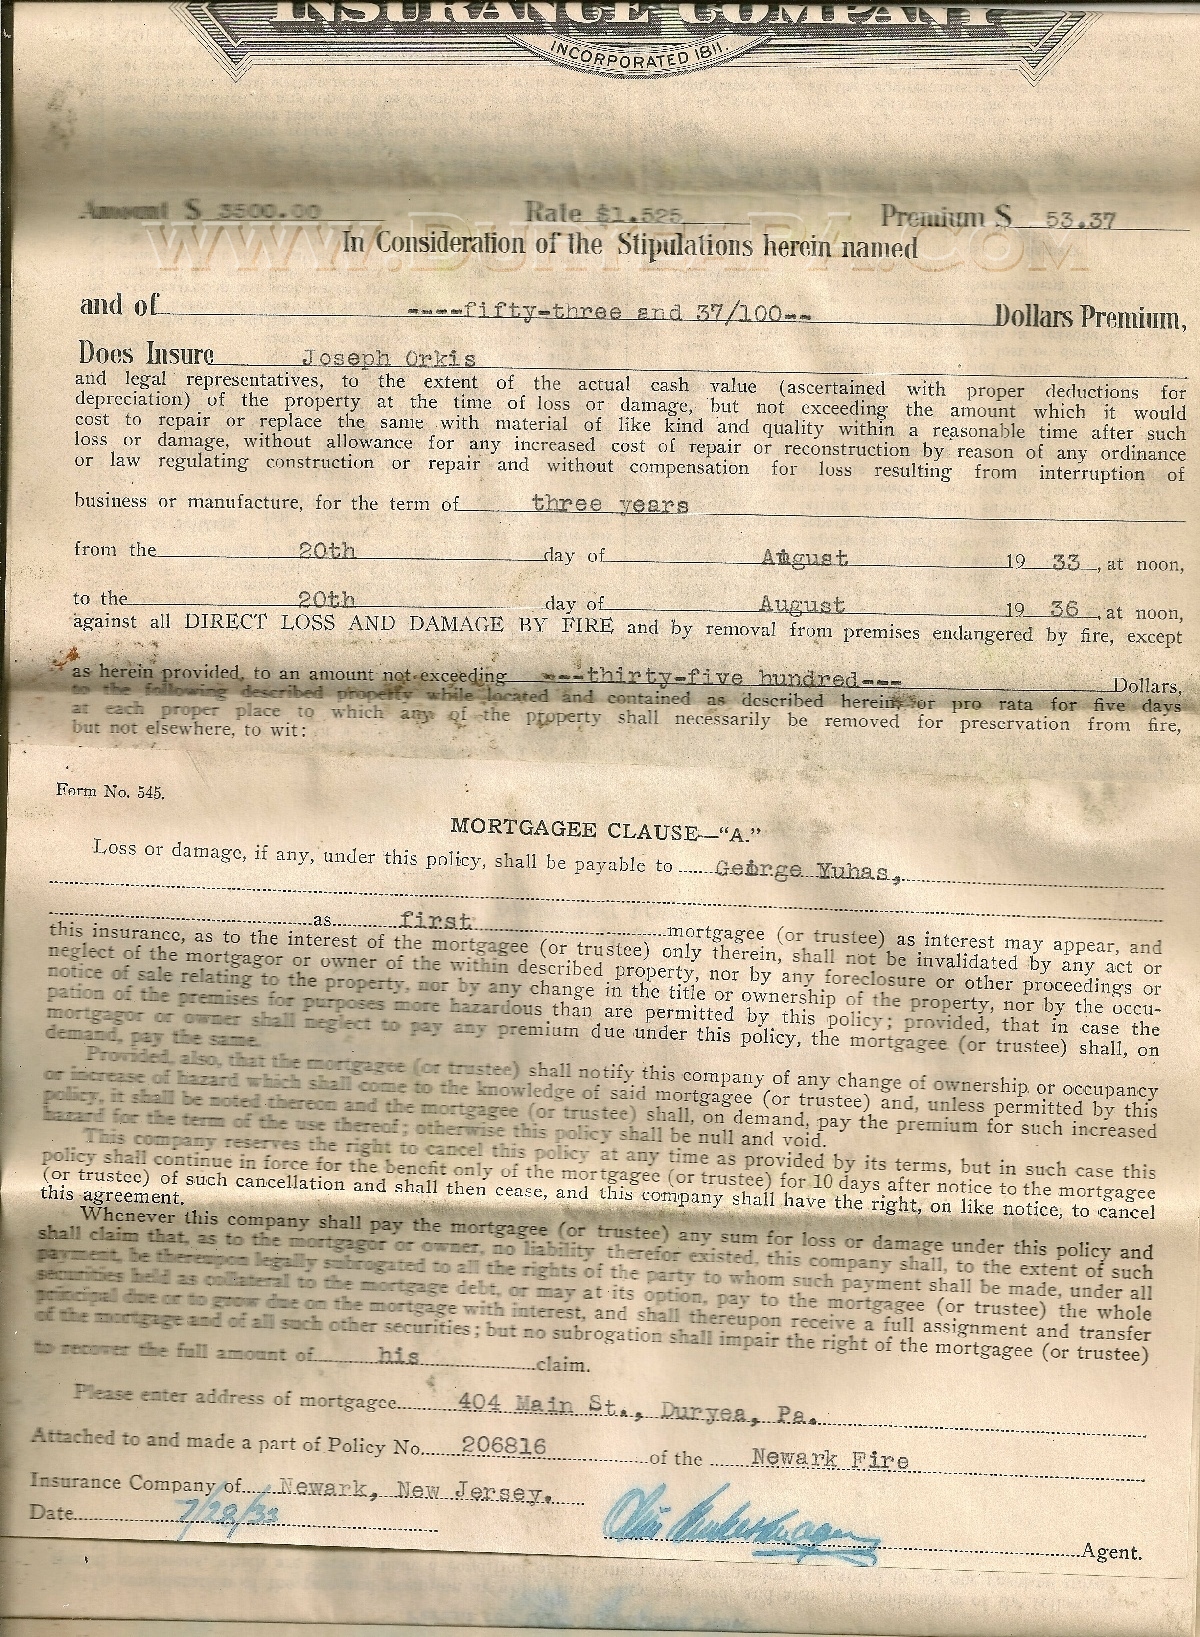 INSURANCE COMPANY
INCORPORATED 1811.
Amount $ 3500.00 Rate $1.525 Premium $ 53.37
WWW.DURYEAPA.COM
In Consideration of the Stipulations herein named
and of ----fifty-three and 37/100-- Dollars Premium,
Does Insure Joseph Orkis
and legal representatives, to the extent of the actual cash value (ascertained with proper deductions for
depreciation) of the property at the time of loss or damage, but not exceeding the amount which it would
cost to repair or replace the same with material of like kind and quality within a reasonable time after such
loss or damage, without allowance for any increased cost of repair or reconstruction by reason of any ordinance
or law regulating construction or repair and without compensation for loss resulting from interruption of
business or manufacture, for the term of three years
from the 20th day of August 19 33, at noon,
to the 20th day of August 19 36, at noon,
against all DIRECT LOSS AND DAMAGE BY FIRE and by removal from premises endangered by fire, except
as herein provided, to an amount not exceeding ---thirty-five hundred--- Dollars,
to the following described property while located and contained as described herein, or pro rata for five days
at each proper place to which any of the property shall necessarily be removed for preservation from fire,
but not elsewhere, to wit:
Form No. 545.
MORTGAGEE CLAUSE—“A.”
Loss or damage, if any, under this policy, shall be payable to George Yuhas,
as first mortgagee (or trustee) as interest may appear, and
this insurance, as to the interest of the mortgagee (or trustee) only therein, shall not be invalidated by any act or
neglect of the mortgagor or owner of the within described property, nor by any foreclosure or other proceedings or
notice of sale relating to the property, nor by any change in the title or ownership of the property, nor by the occu-
pation of the premises for purposes more hazardous than are permitted by this policy; provided, that in case the
mortgagor or owner shall neglect to pay any premium due under this policy, the mortgagee (or trustee) shall, on
demand, pay the same.
Provided, also, that the mortgagee (or trustee) shall notify this company of any change of ownership or occupancy
or increase of hazard which shall come to the knowledge of said mortgagee (or trustee) and, unless permitted by this
policy, it shall be noted thereon and the mortgagee (or trustee) shall, on demand, pay the premium for such increased
hazard for the term of the use thereof; otherwise this policy shall be null and void.
This company reserves the right to cancel this policy at any time as provided by its terms, but in such case this
policy shall continue in force for the benefit only of the mortgagee (or trustee) for 10 days after notice to the mortgagee
(or trustee) of such cancellation and shall then cease, and this company shall have the right, on like notice, to cancel
this agreement.
Whenever this company shall pay the mortgagee (or trustee) any sum for loss or damage under this policy and
shall claim that, as to the mortgagor or owner, no liability therefor existed, this company shall, to the extent of such
payment, be thereupon legally subrogated to all the rights of the party to whom such payment shall be made, under all
securities held as collateral to the mortgage debt, or may at its option, pay to the mortgagee (or trustee) the whole
principal due or to grow due on the mortgage with interest, and shall thereupon receive a full assignment and transfer
of the mortgage and of all such other securities; but no subrogation shall impair the right of the mortgagee (or trustee)
to recover the full amount of his claim.
Please enter address of mortgagee 404 Main St., Duryea, Pa.
Attached to and made a part of Policy No. 206816 of the Newark Fire
Insurance Company of Newark, New Jersey.
Date 7/28/33 Agent.